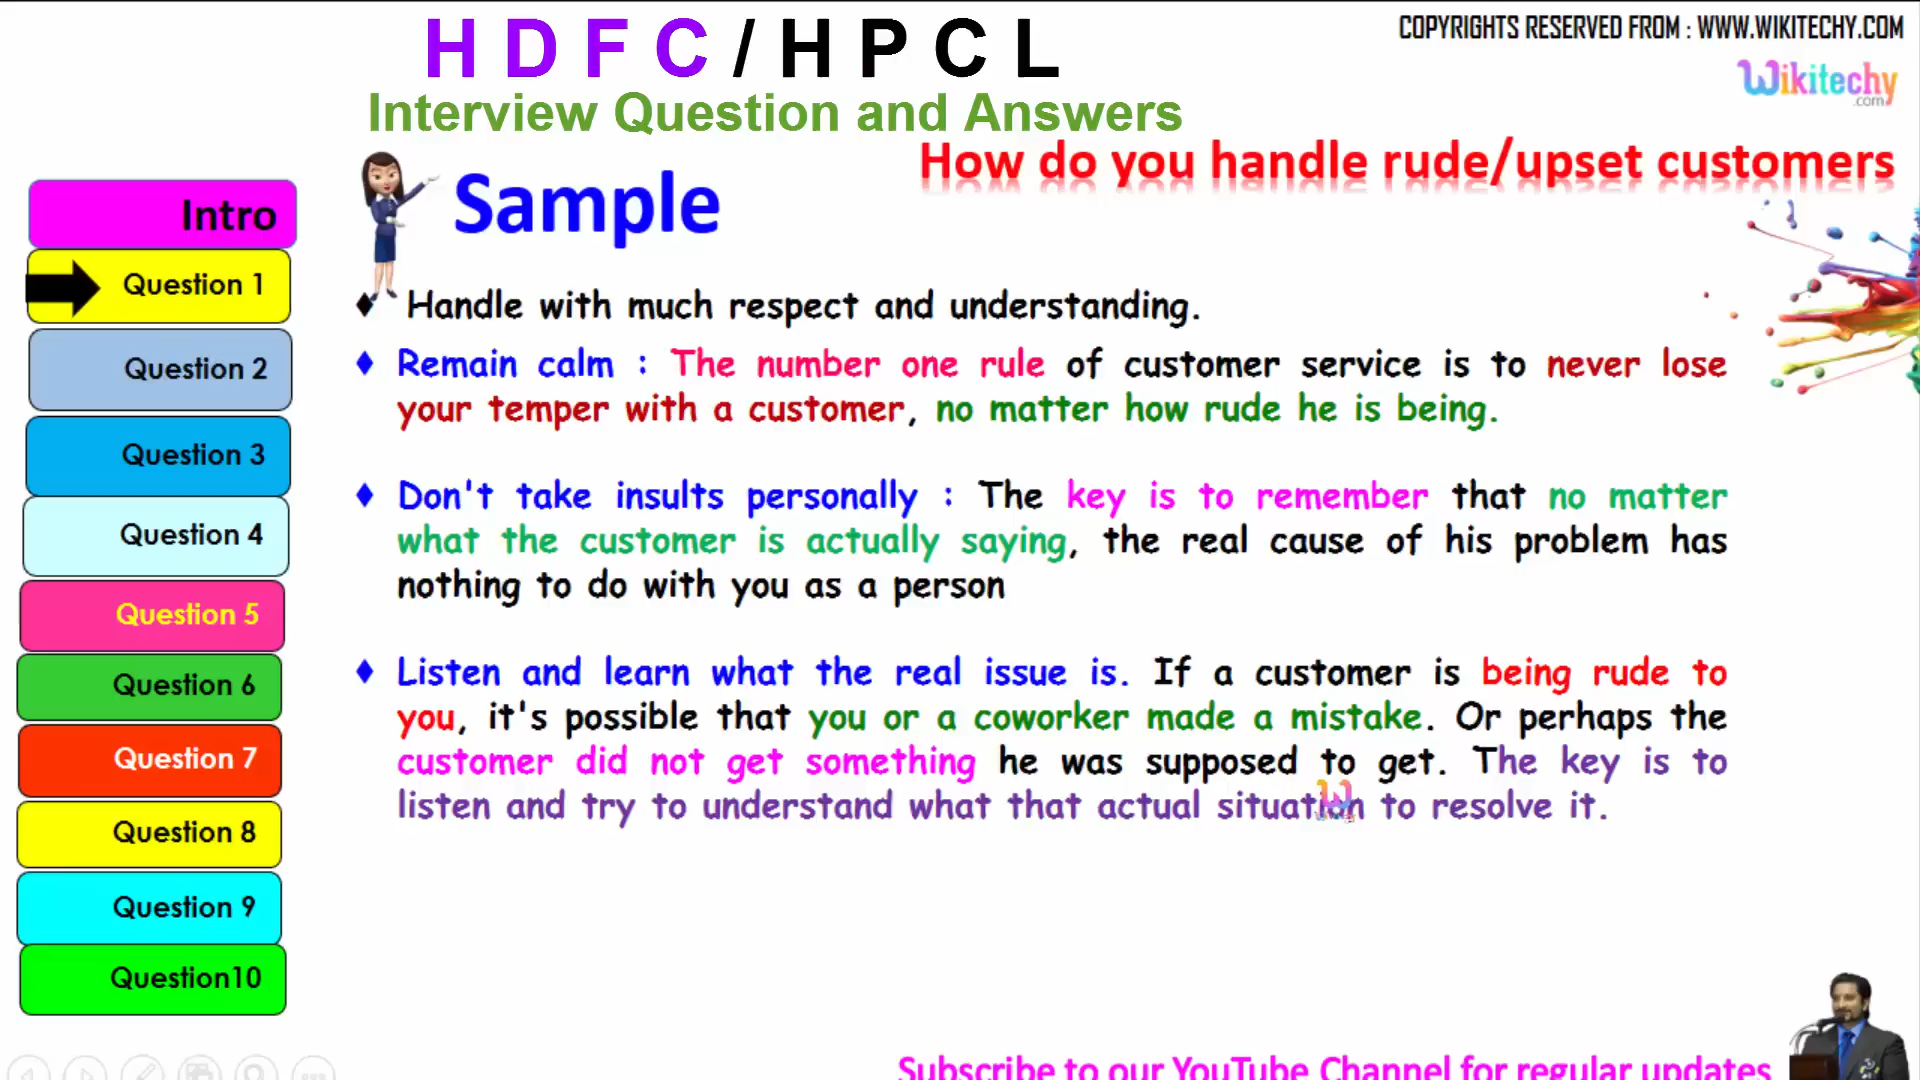 HDFC/HPCL
COPYRIGHTS RESERVED FROM : WWW.WIKITECHY.COM
Wikitechy
.com
Interview Question and Answers
How do you handle rude/upset customers
Sample
Intro
Question 1
Question 2
Question 3
Question 4
Question 5
Question 6
Question 7
Question 8
Question 9
Question10
♦ Handle with much respect and understanding.
♦ Remain calm : The number one rule of customer service is to never lose
your temper with a customer, no matter how rude he is being.
♦ Don't take insults personally : The key is to remember that no matter
what the customer is actually saying, the real cause of his problem has
nothing to do with you as a person
♦ Listen and learn what the real issue is. If a customer is being rude to
you, it's possible that you or a coworker made a mistake. Or perhaps the
customer did not get something he was supposed to get. The key is to
listen and try to understand what that actual situation to resolve it.
Subscribe to our YouTube Channel for regular updates